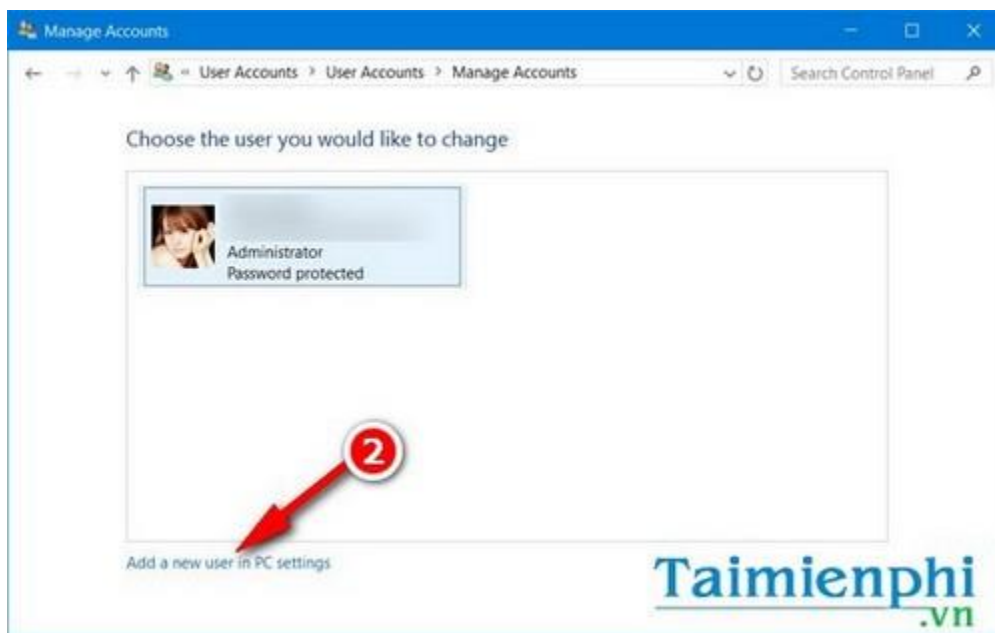 Manage Accounts
« User Accounts > User Accounts > Manage Accounts
Search Control Panel
Choose the user you would like to change
Administrator
Password protected
2
Add a new user in PC settings
Taimienphi
.vn